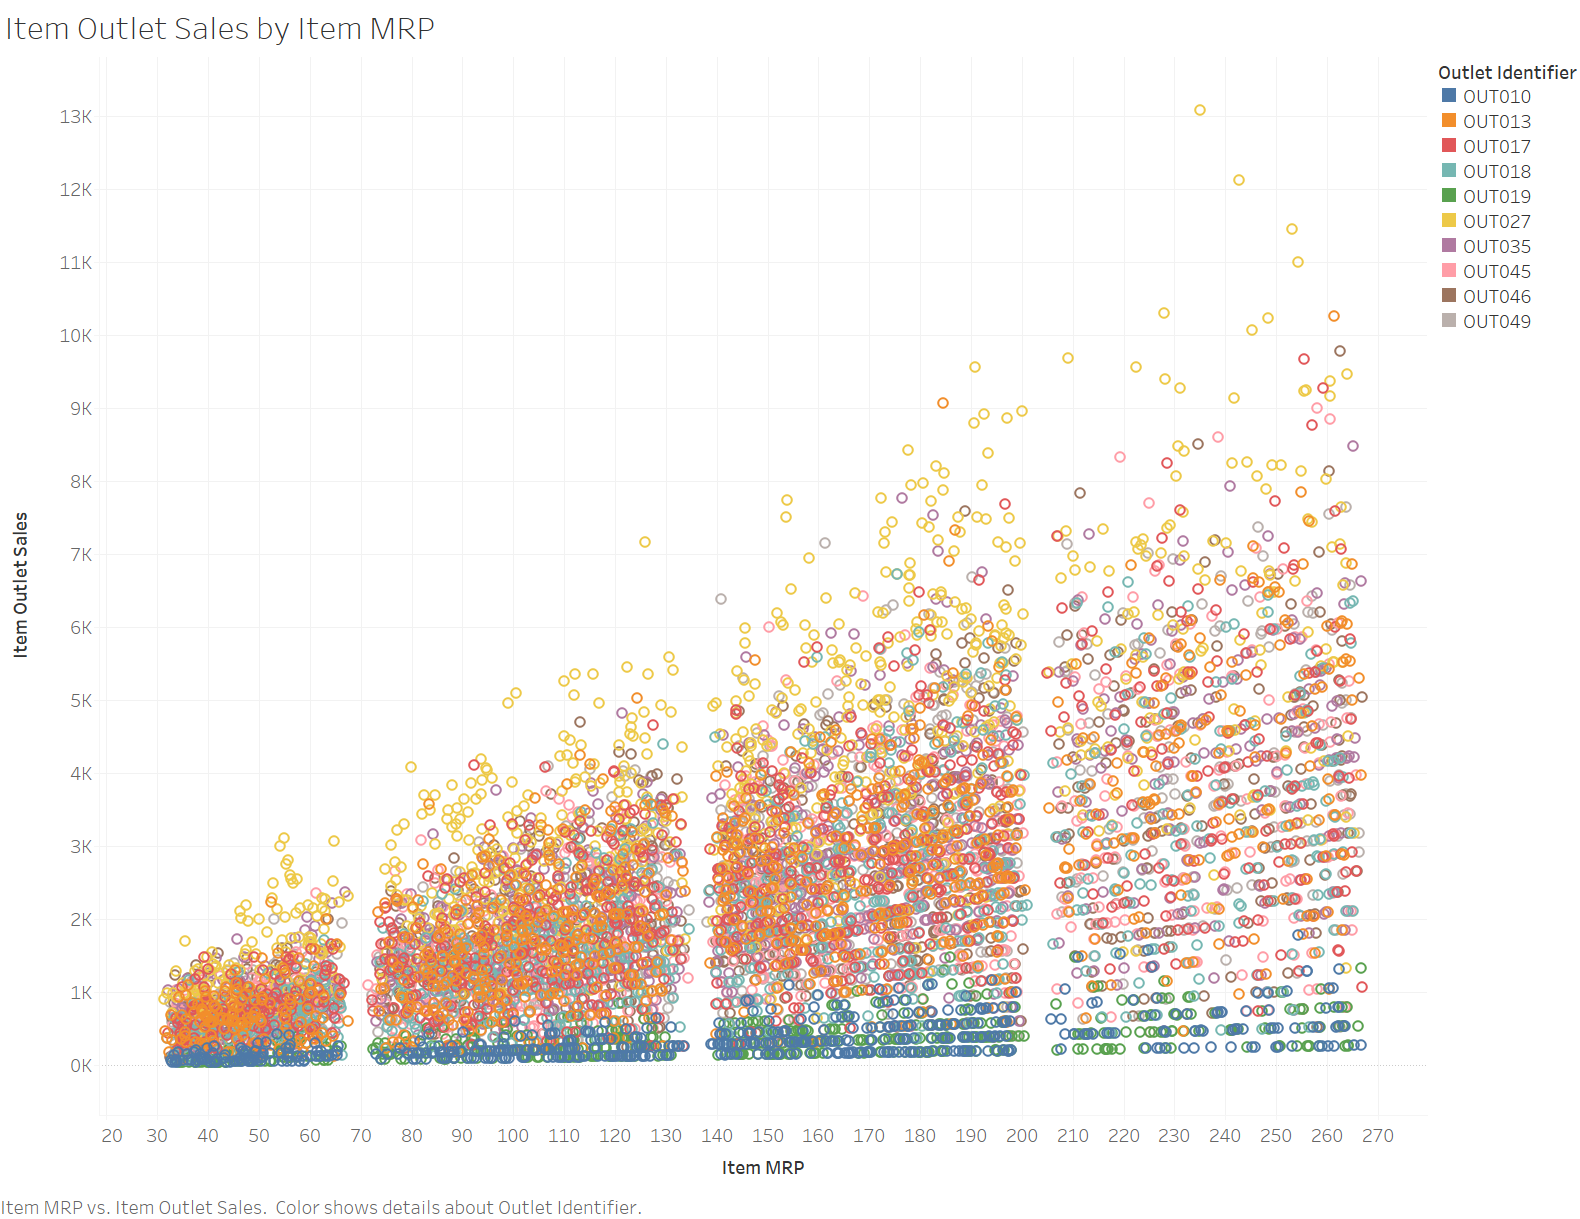 Item Outlet Sales by Item MRP
Outlet Identifier
OUT010
OUT013
OUT017
OUT018
OUT019
OUT027
OUT035
OUT045
OUT046
OUT049
13K
12K
11K
10K
9K
8K
7K
6K
5K
4K
3K
2K
1K
0K
Item Outlet Sales
20 30 40 50 60 70 80 90 100 110 120 130 140 150 160 170 180 190 200 210 220 230 240 250 260 270
Item MRP
Item MRP vs. Item Outlet Sales. Color shows details about Outlet Identifier.